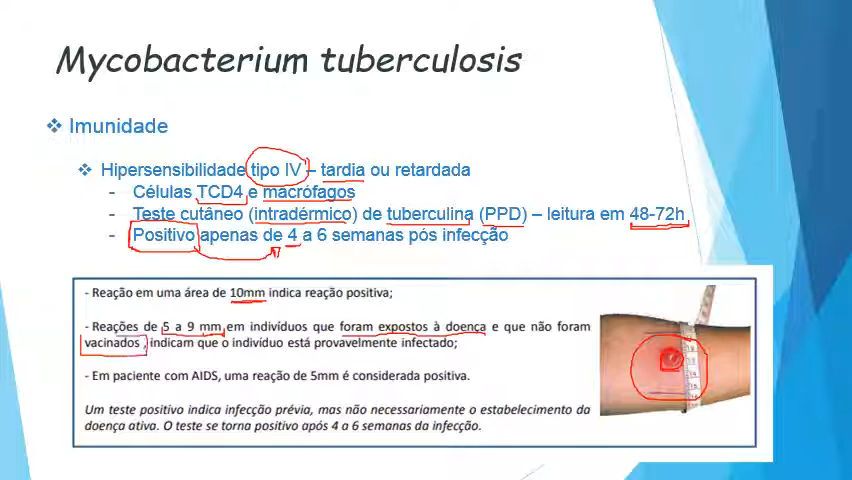 Mycobacterium tuberculosis
Imunidade
Hipersensibilidade tipo IV – tardia ou retardada
- Células TCD4 e macrófagos
- Teste cutâneo (intradérmico) de tuberculina (PPD) – leitura em 48-72h
- Positivo apenas de 4 a 6 semanas pós infecção
- Reação em uma área de 10mm indica reação positiva;
- Reações de 5 a 9 mm em indivíduos que foram expostos à doença e que não foram
vacinados , indicam que o indivíduo está provavelmente infectado;
- Em paciente com AIDS, uma reação de 5mm é considerada positiva.
Um teste positivo indica infecção prévia, mas não necessariamente o estabelecimento da
doença ativa. O teste se torna positivo após 4 a 6 semanas da infecção.